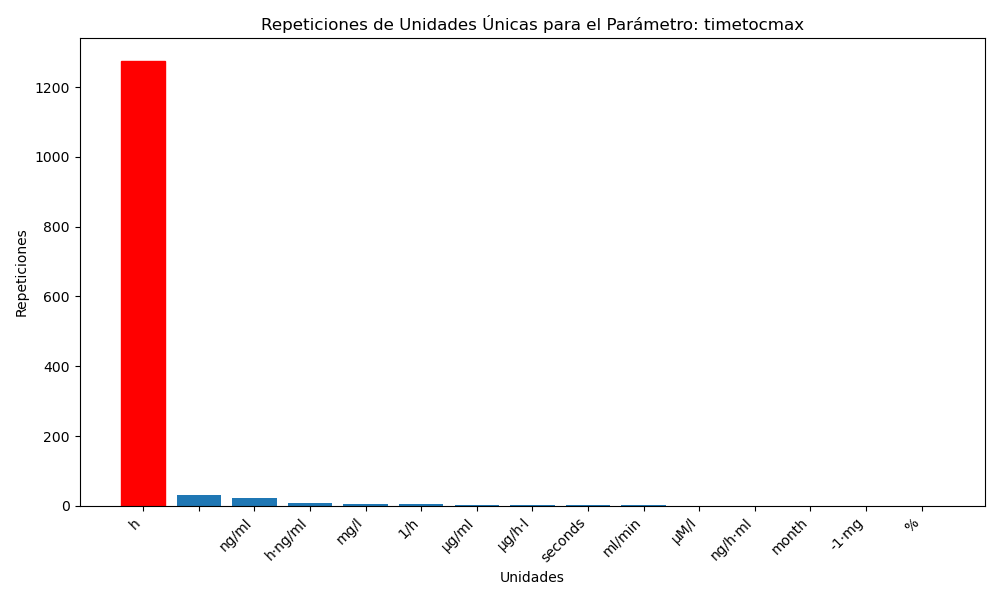 Repeticiones de Unidades Únicas para el Parámetro: timetocmax
Repeticiones
1200
1000
800
600
400
200
0
h
ng/ml
h·ng/ml
mg/l
1/h
µg/ml
µg/h·l
seconds
ml/min
µM/l
ng/h·ml
month
-1·mg
%
Unidades